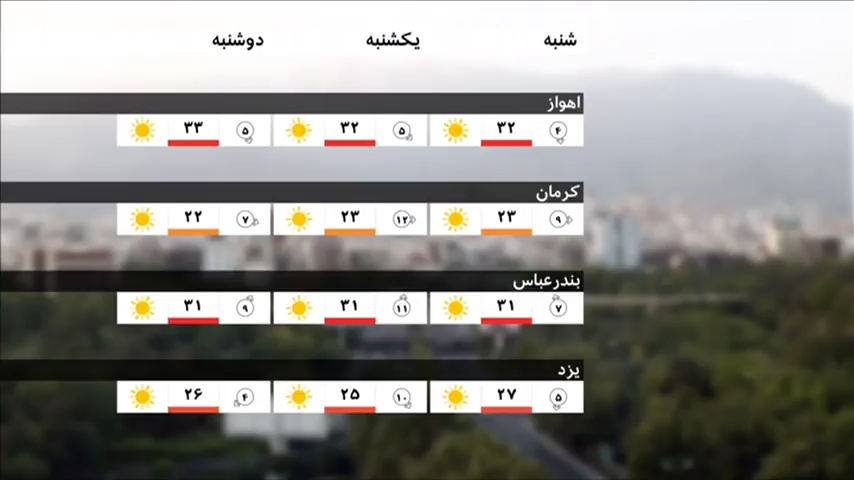 شنبه یکشنبه دوشنبه
اهواز
۴ ۳۲ ۵ ۳۲ ۵ ۳۳
کرمان
۹ ۲۳ ۱۲ ۲۳ ۷ ۲۲
بندرعباس
۷ ۳۱ ۱۱ ۳۱ ۹ ۳۱
یزد
۵ ۲۷ ۱۰ ۲۵ ۴ ۲۶